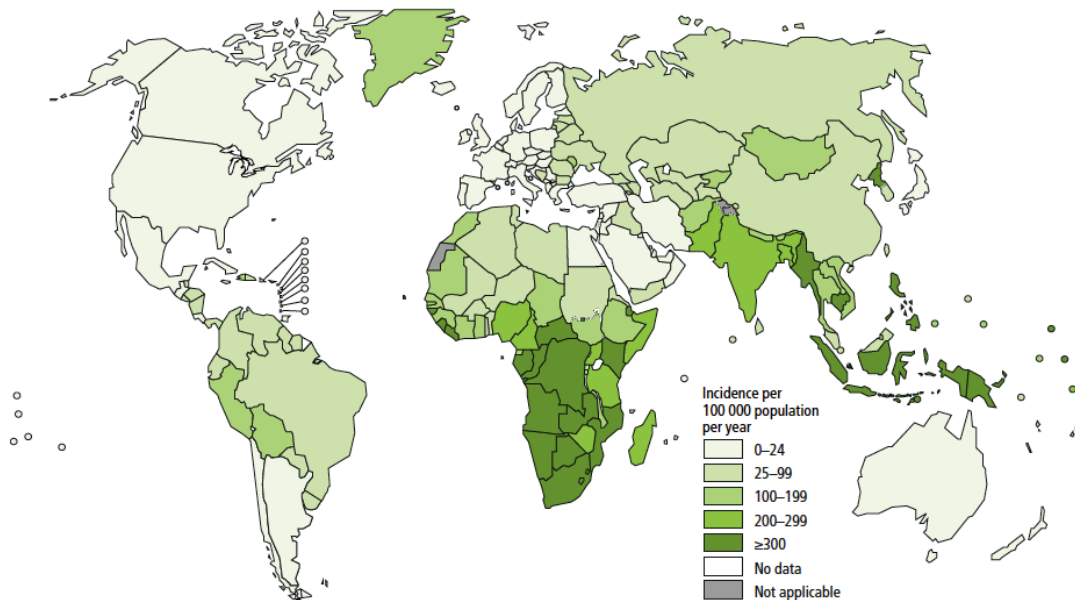 Incidence per
100 000 population
per year
0–24
25–99
100–199
200–299
≥300
No data
Not applicable